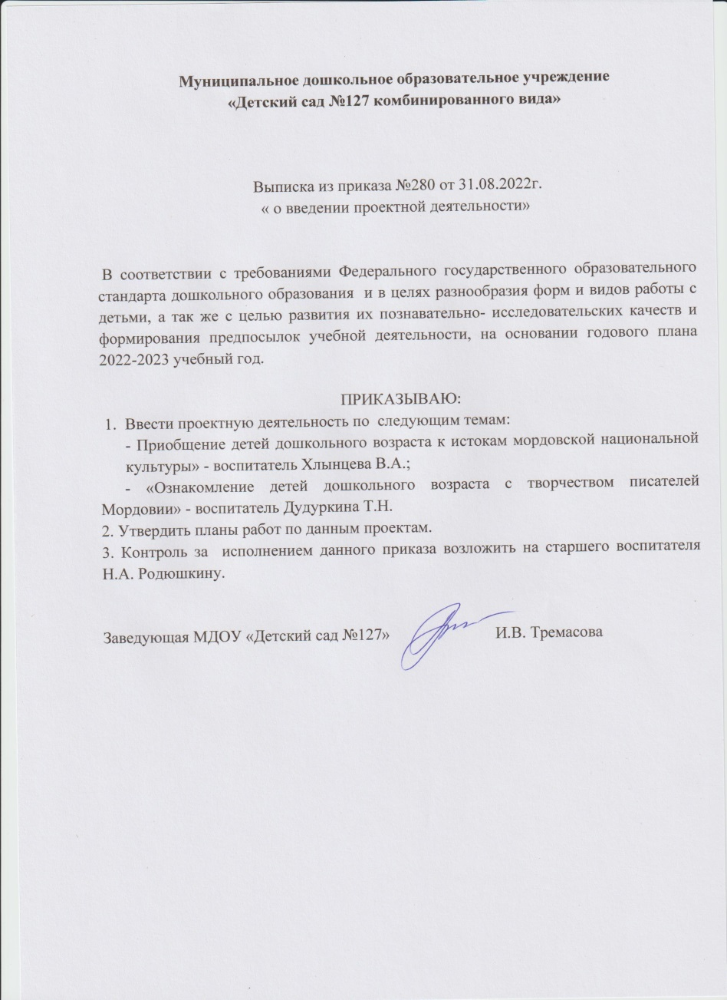 Муниципальное дошкольное образовательное учреждение
«Детский сад №127 комбинированного вида»
Выписка из приказа №280 от 31.08.2022г.
« о введении проектной деятельности»
В соответствии с требованиями Федерального государственного образовательного
стандарта дошкольного образования и в целях разнообразия форм и видов работы с
детьми, а так же с целью развития их познавательно- исследовательских качеств и
формирования предпосылок учебной деятельности, на основании годового плана
2022-2023 учебный год.
ПРИКАЗЫВАЮ:
1. Ввести проектную деятельность по следующим темам:
- Приобщение детей дошкольного возраста к истокам мордовской национальной
культуры» - воспитатель Хлынцева В.А.;
- «Ознакомление детей дошкольного возраста с творчеством писателей
Мордовии» - воспитатель Дудуркина Т.Н.
2. Утвердить планы работ по данным проектам.
3. Контроль за исполнением данного приказа возложить на старшего воспитателя
Н.А. Родюшкину.
Заведующая МДОУ «Детский сад №127» И.В. Тремасова